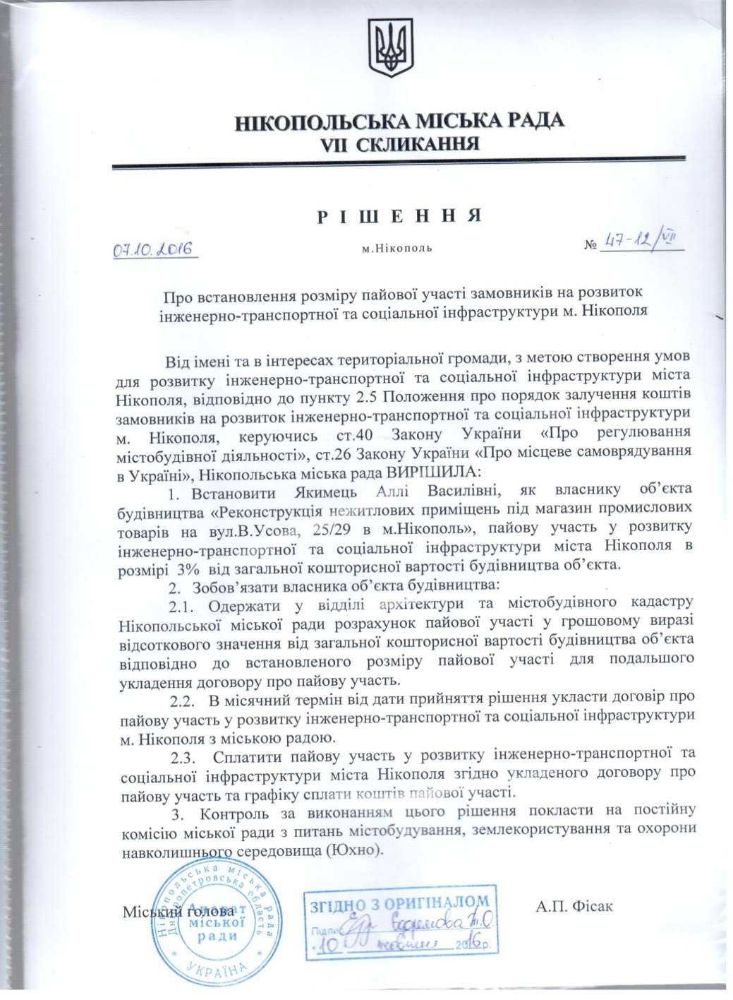 НІКОПОЛЬСЬКА МІСЬКА РАДА
VII СКЛИКАННЯ
Р І Ш Е Н Н Я
07.10.2016 м.Нікополь № 47-12/VII
Про встановлення розміру пайової участі замовників на розвиток
інженерно-транспортної та соціальної інфраструктури м. Нікополя
Від імені та в інтересах територіальної громади, з метою створення умов
для розвитку інженерно-транспортної та соціальної інфраструктури міста
Нікополя, відповідно до пункту 2.5 Положення про порядок залучення коштів
замовників на розвиток інженерно-транспортної та соціальної інфраструктури
м. Нікополя, керуючись ст.40 Закону України «Про регулювання
містобудівної діяльності», ст.26 Закону України «Про місцеве самоврядування
в Україні», Нікопольська міська рада ВИРІШИЛА:
1. Встановити Якимець Аллі Василівні, як власнику об’єкта
будівництва «Реконструкція нежитлових приміщень під магазин промислових
товарів на вул.В.Усова, 25/29 в м.Нікополь», пайову участь у розвитку
інженерно-транспортної та соціальної інфраструктури міста Нікополя в
розмірі 3% від загальної кошторисної вартості будівництва об’єкта.
2. Зобов’язати власника об’єкта будівництва:
2.1. Одержати у відділі архітектури та містобудівного кадастру
Нікопольської міської ради розрахунок пайової участі у грошовому виразі
відсоткового значення від загальної кошторисної вартості будівництва об’єкта
відповідно до встановленого розміру пайової участі для подальшого
укладення договору про пайову участь.
2.2. В місячний термін від дати прийняття рішення укласти договір про
пайову участь у розвитку інженерно-транспортної та соціальної інфраструктури
м. Нікополя з міською радою.
2.3. Сплатити пайову участь у розвитку інженерно-транспортної та
соціальної інфраструктури міста Нікополя згідно укладеного договору про
пайову участь та графіку сплати коштів пайової участі.
3. Контроль за виконанням цього рішення покласти на постійну
комісію міської ради з питань містобудування, землекористування та охорони
навколишнього середовища (Юхно).
Міський голова А.П. Фісак
Нікопольська міська рада
Дніпропетровська область
Апарат
міської
ради
* УКРАЇНА *
ЗГІДНО З ОРИГІНАЛОМ
Підпис Єфремова Т.О.
"10 жовтня 2016р.